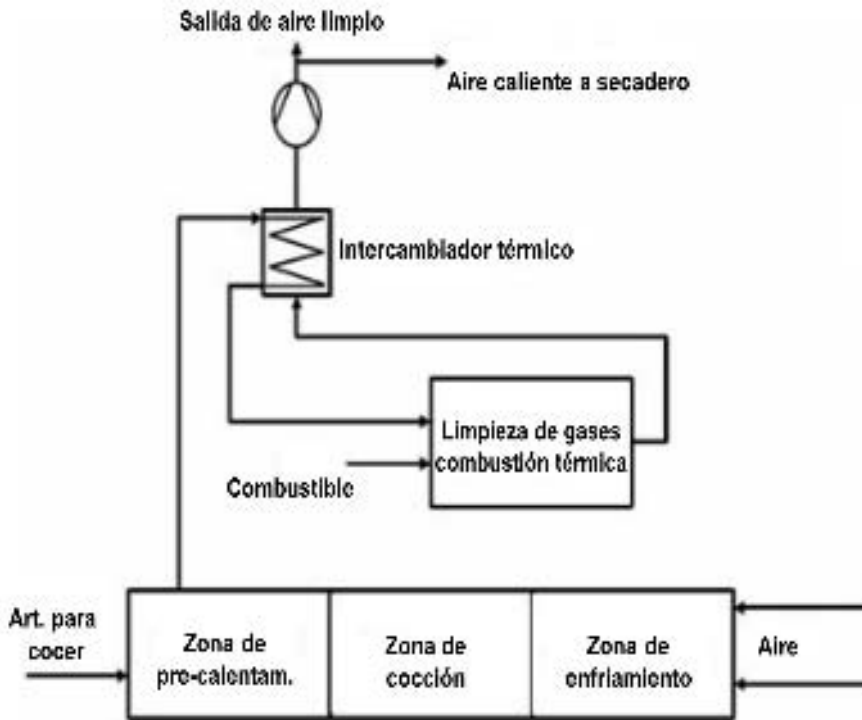 Salida de aire limpio
Aire caliente a secadero
Intercambiador térmico
Limpieza de gases
combustión térmica
Combustible
Art. para
cocer
Zona de
pre-calentam.
Zona de
cocción
Zona de
enfriamiento
Aire